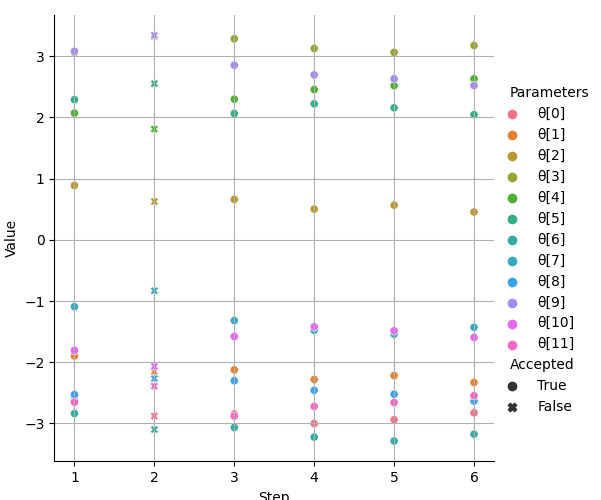 3
2
1
0
−1
−2
−3
Value
1 2 3 4 5 6
Step
Parameters
θ[0]
θ[1]
θ[2]
θ[3]
θ[4]
θ[5]
θ[6]
θ[7]
θ[8]
θ[9]
θ[10]
θ[11]
Accepted
True
False